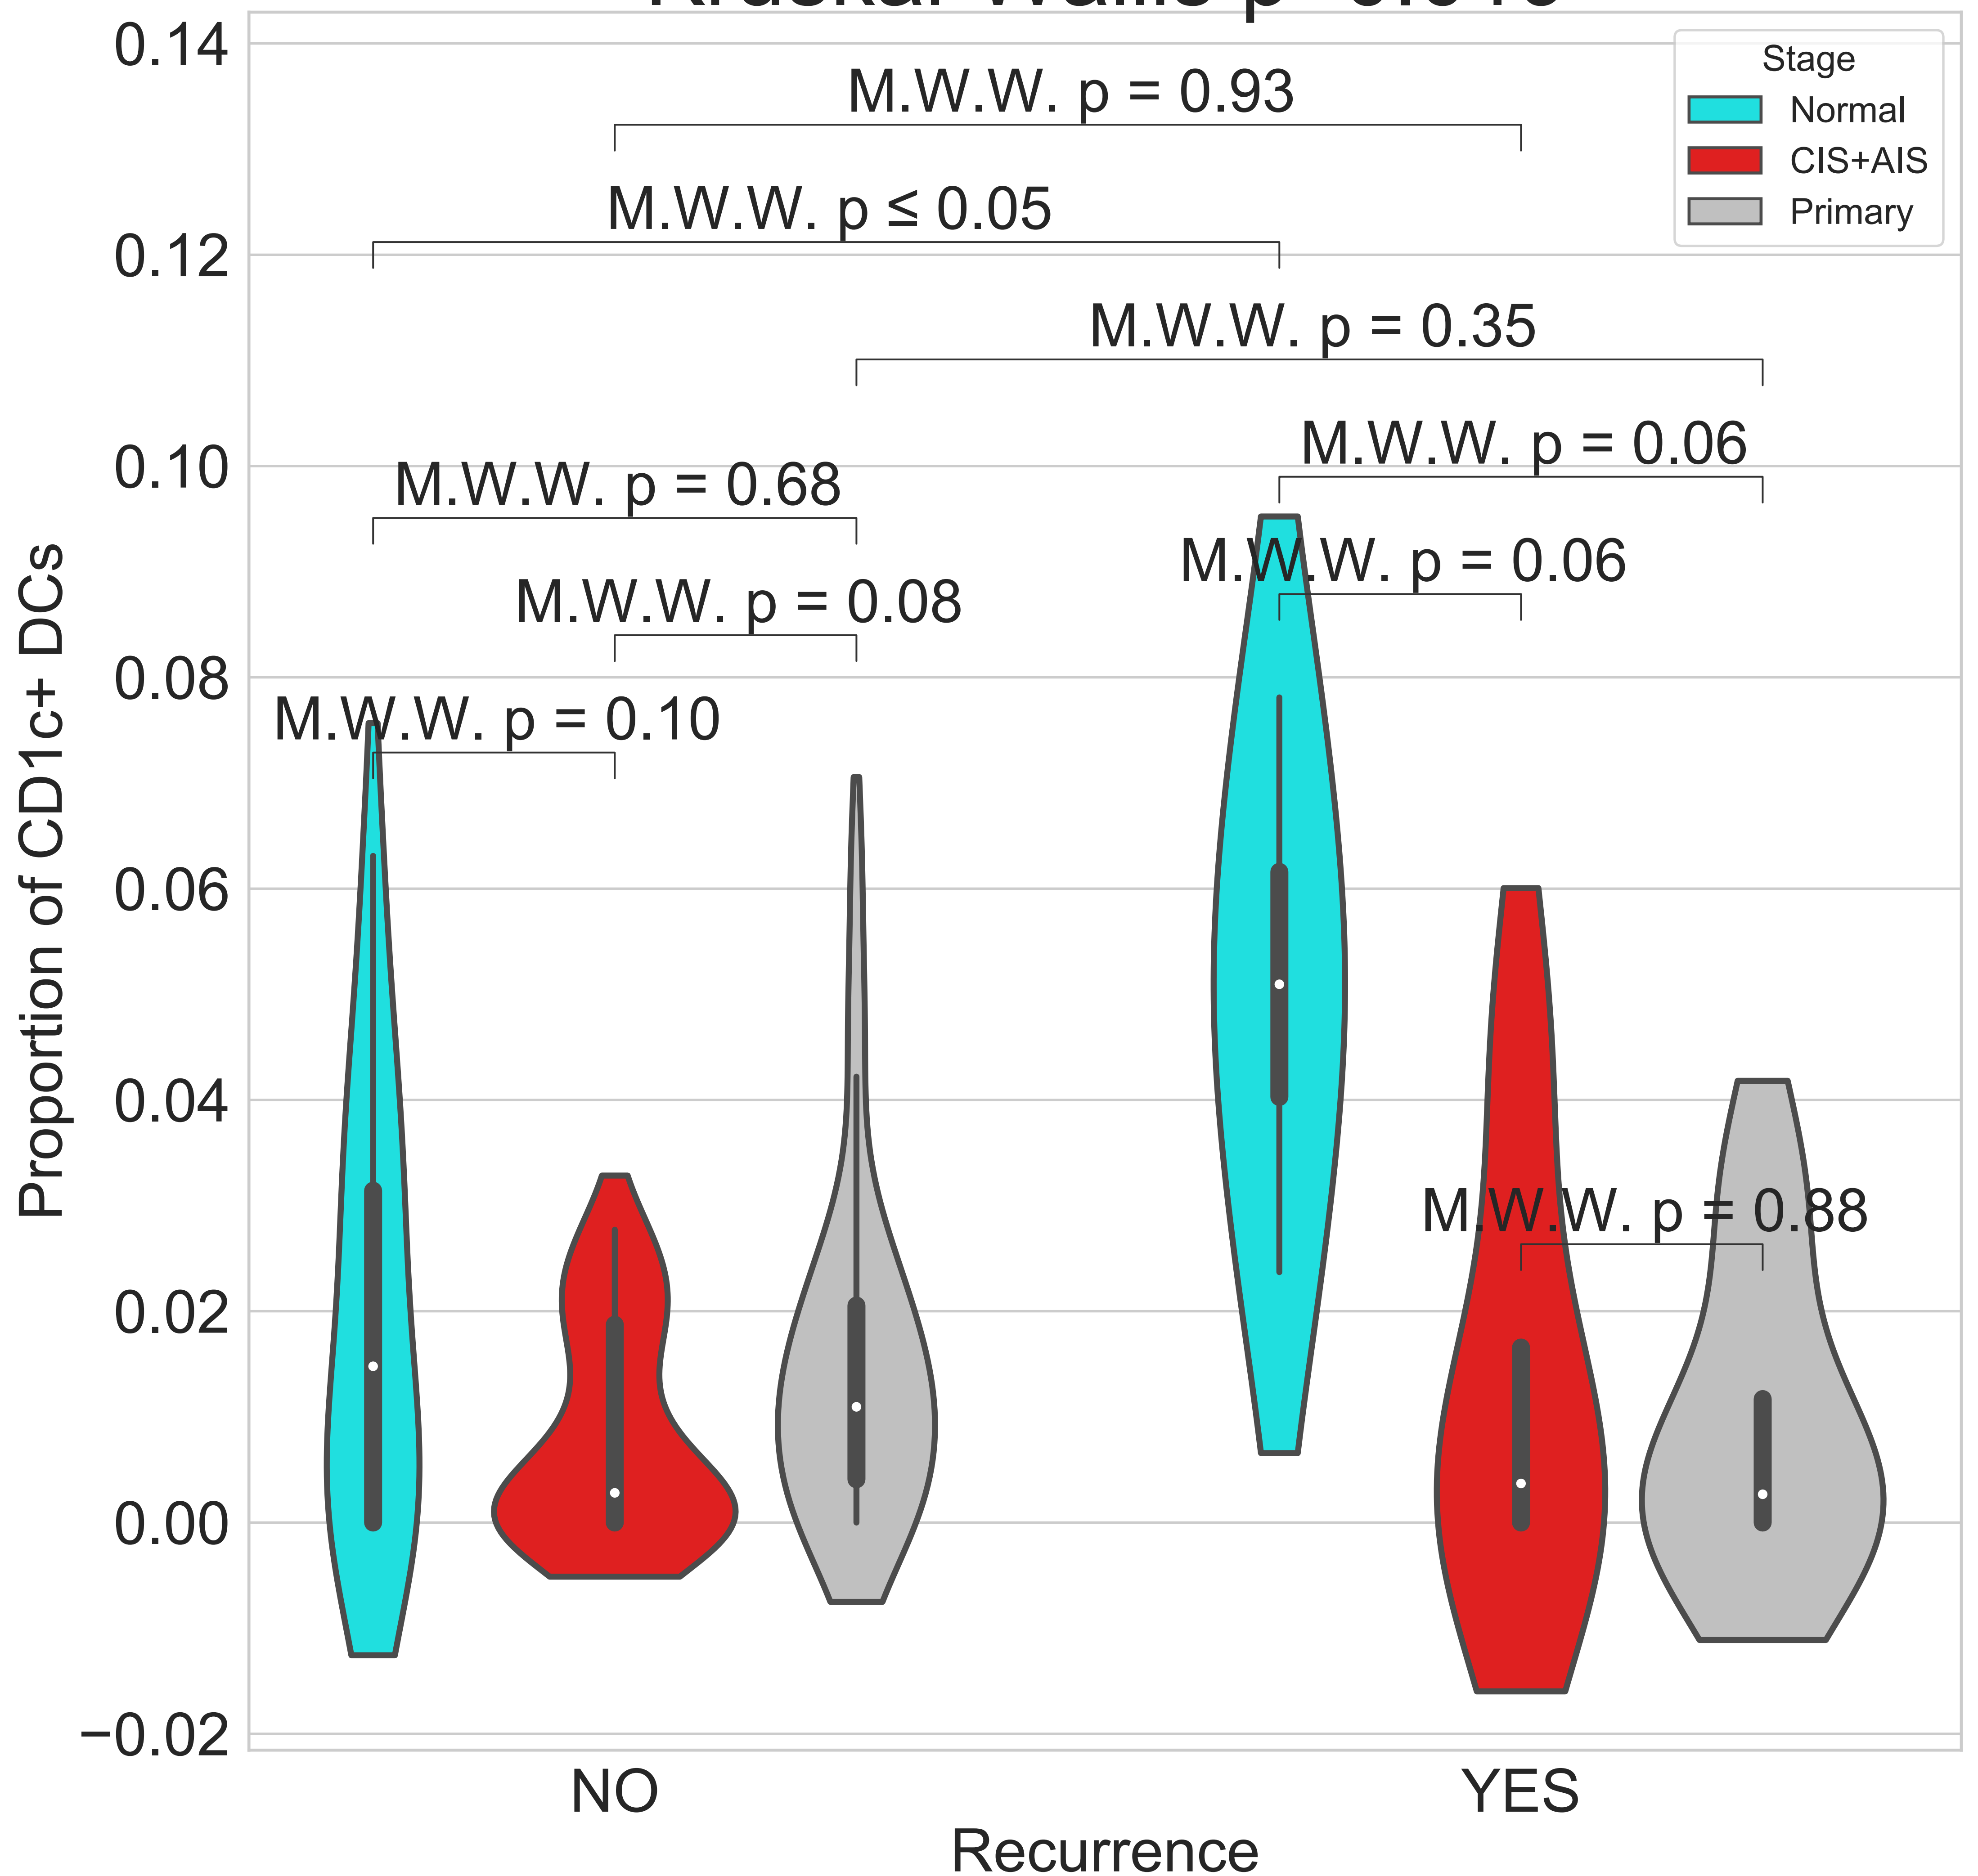 0.14
0.12
0.10
0.08
0.06
0.04
0.02
0.00
−0.02
Proportion of CD1c+ DCs
M.W.W. p = 0.93
M.W.W. p ≤ 0.05
M.W.W. p = 0.35
M.W.W. p = 0.06
M.W.W. p = 0.68
M.W.W. p = 0.06
M.W.W. p = 0.08
M.W.W. p = 0.10
M.W.W. p = 0.88
Stage
Normal
CIS+AIS
Primary
NO
YES
Recurrence